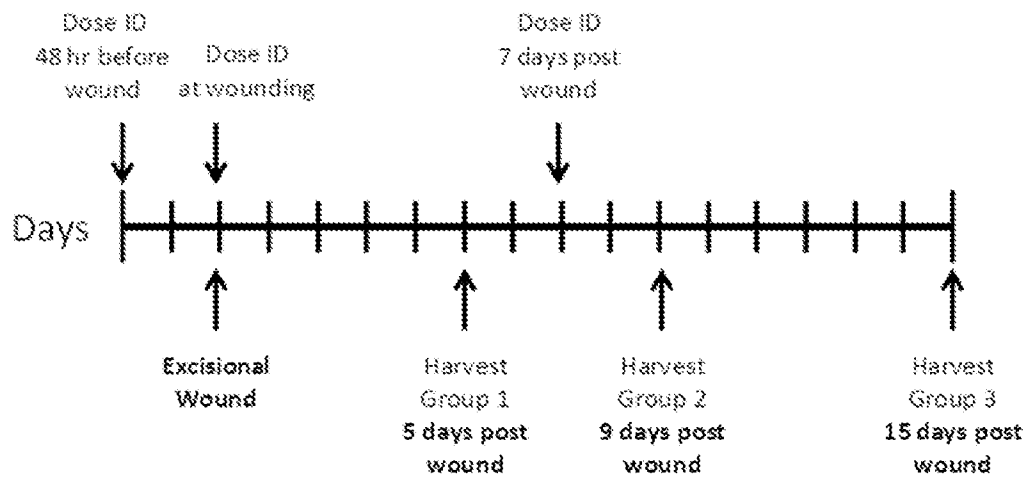 Dose ID
48 hr before
wound
Dose ID
at wounding
Dose ID
7 days post
wound
Days
Excisional
Wound
Harvest
Group 1
5 days post
wound
Harvest
Group 2
9 days post
wound
Harvest
Group 3
15 days post
wound